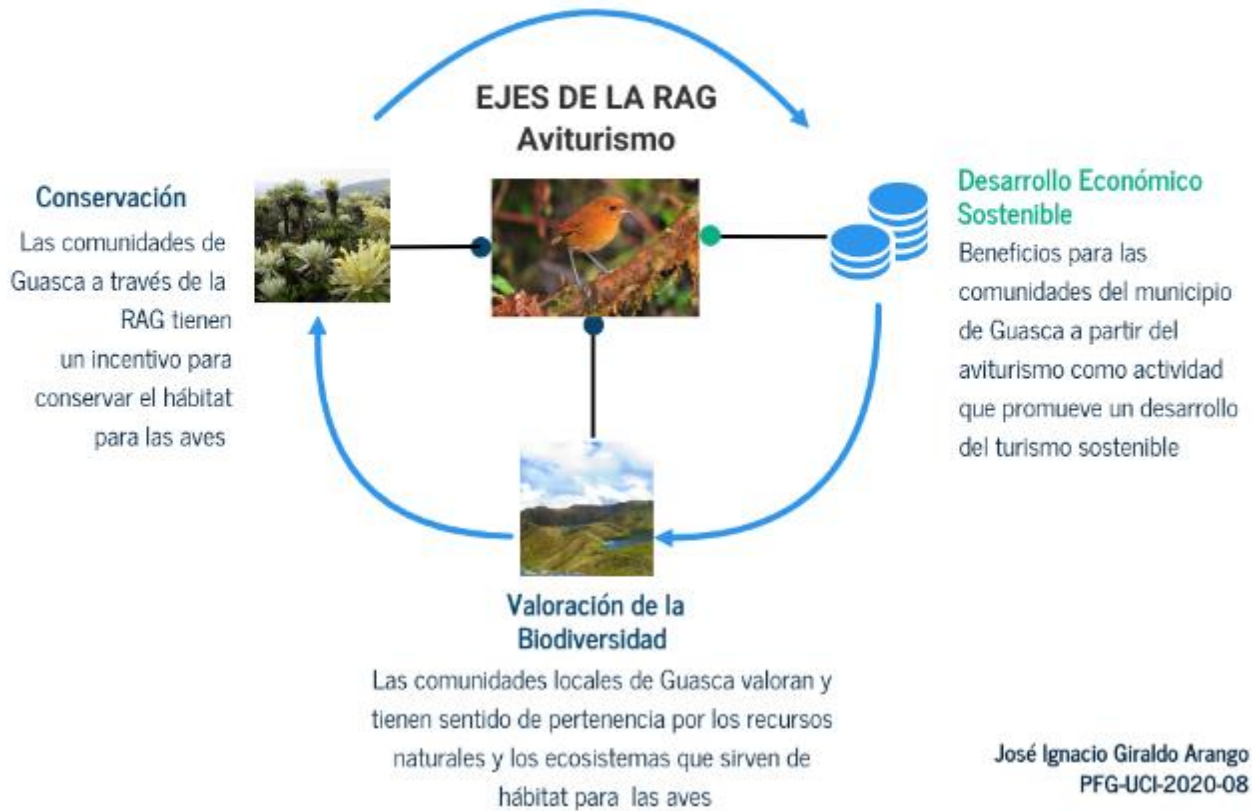 EJES DE LA RAG
Aviturismo
Conservación
Las comunidades de
Guasca a través de la
RAG tienen
un incentivo para
conservar el hábitat
para las aves
Desarrollo Económico
Sostenible
Beneficios para las
comunidades del municipio
de Guasca a partir del
aviturismo como actividad
que promueve un desarrollo
del turismo sostenible
Valoración de la
Biodiversidad
Las comunidades locales de Guasca valoran y
tienen sentido de pertenencia por los recursos
naturales y los ecosistemas que sirven de
hábitat para las aves
José Ignacio Giraldo Arango
PFG-UCI-2020-08